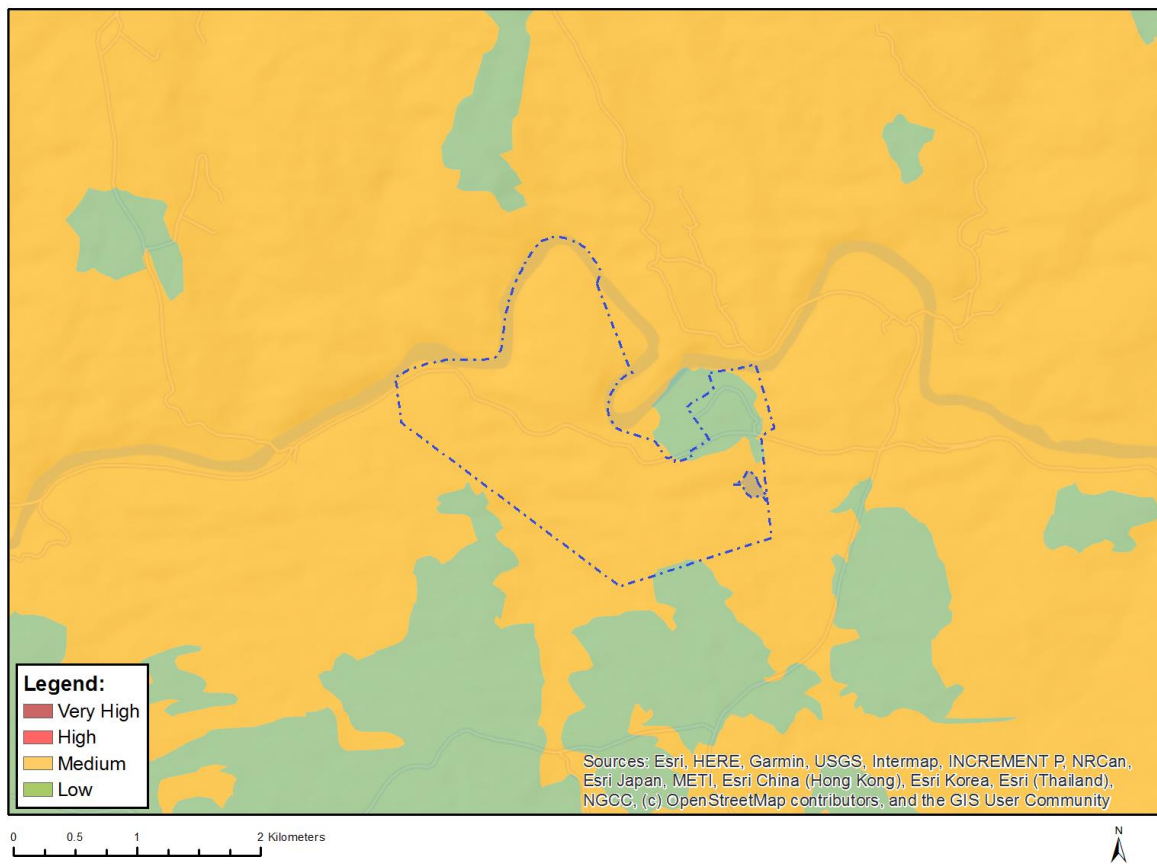 Legend:
Very High
High
Medium
Low
Sources: Esri, HERE, Garmin, USGS, Intermap, INCREMENT P, NRCan,
Esri Japan, METI, Esri China (Hong Kong), Esri Korea, Esri (Thailand),
NGCC, (c) OpenStreetMap contributors, and the GIS User Community
0 0.5 1 2 Kilometers
N